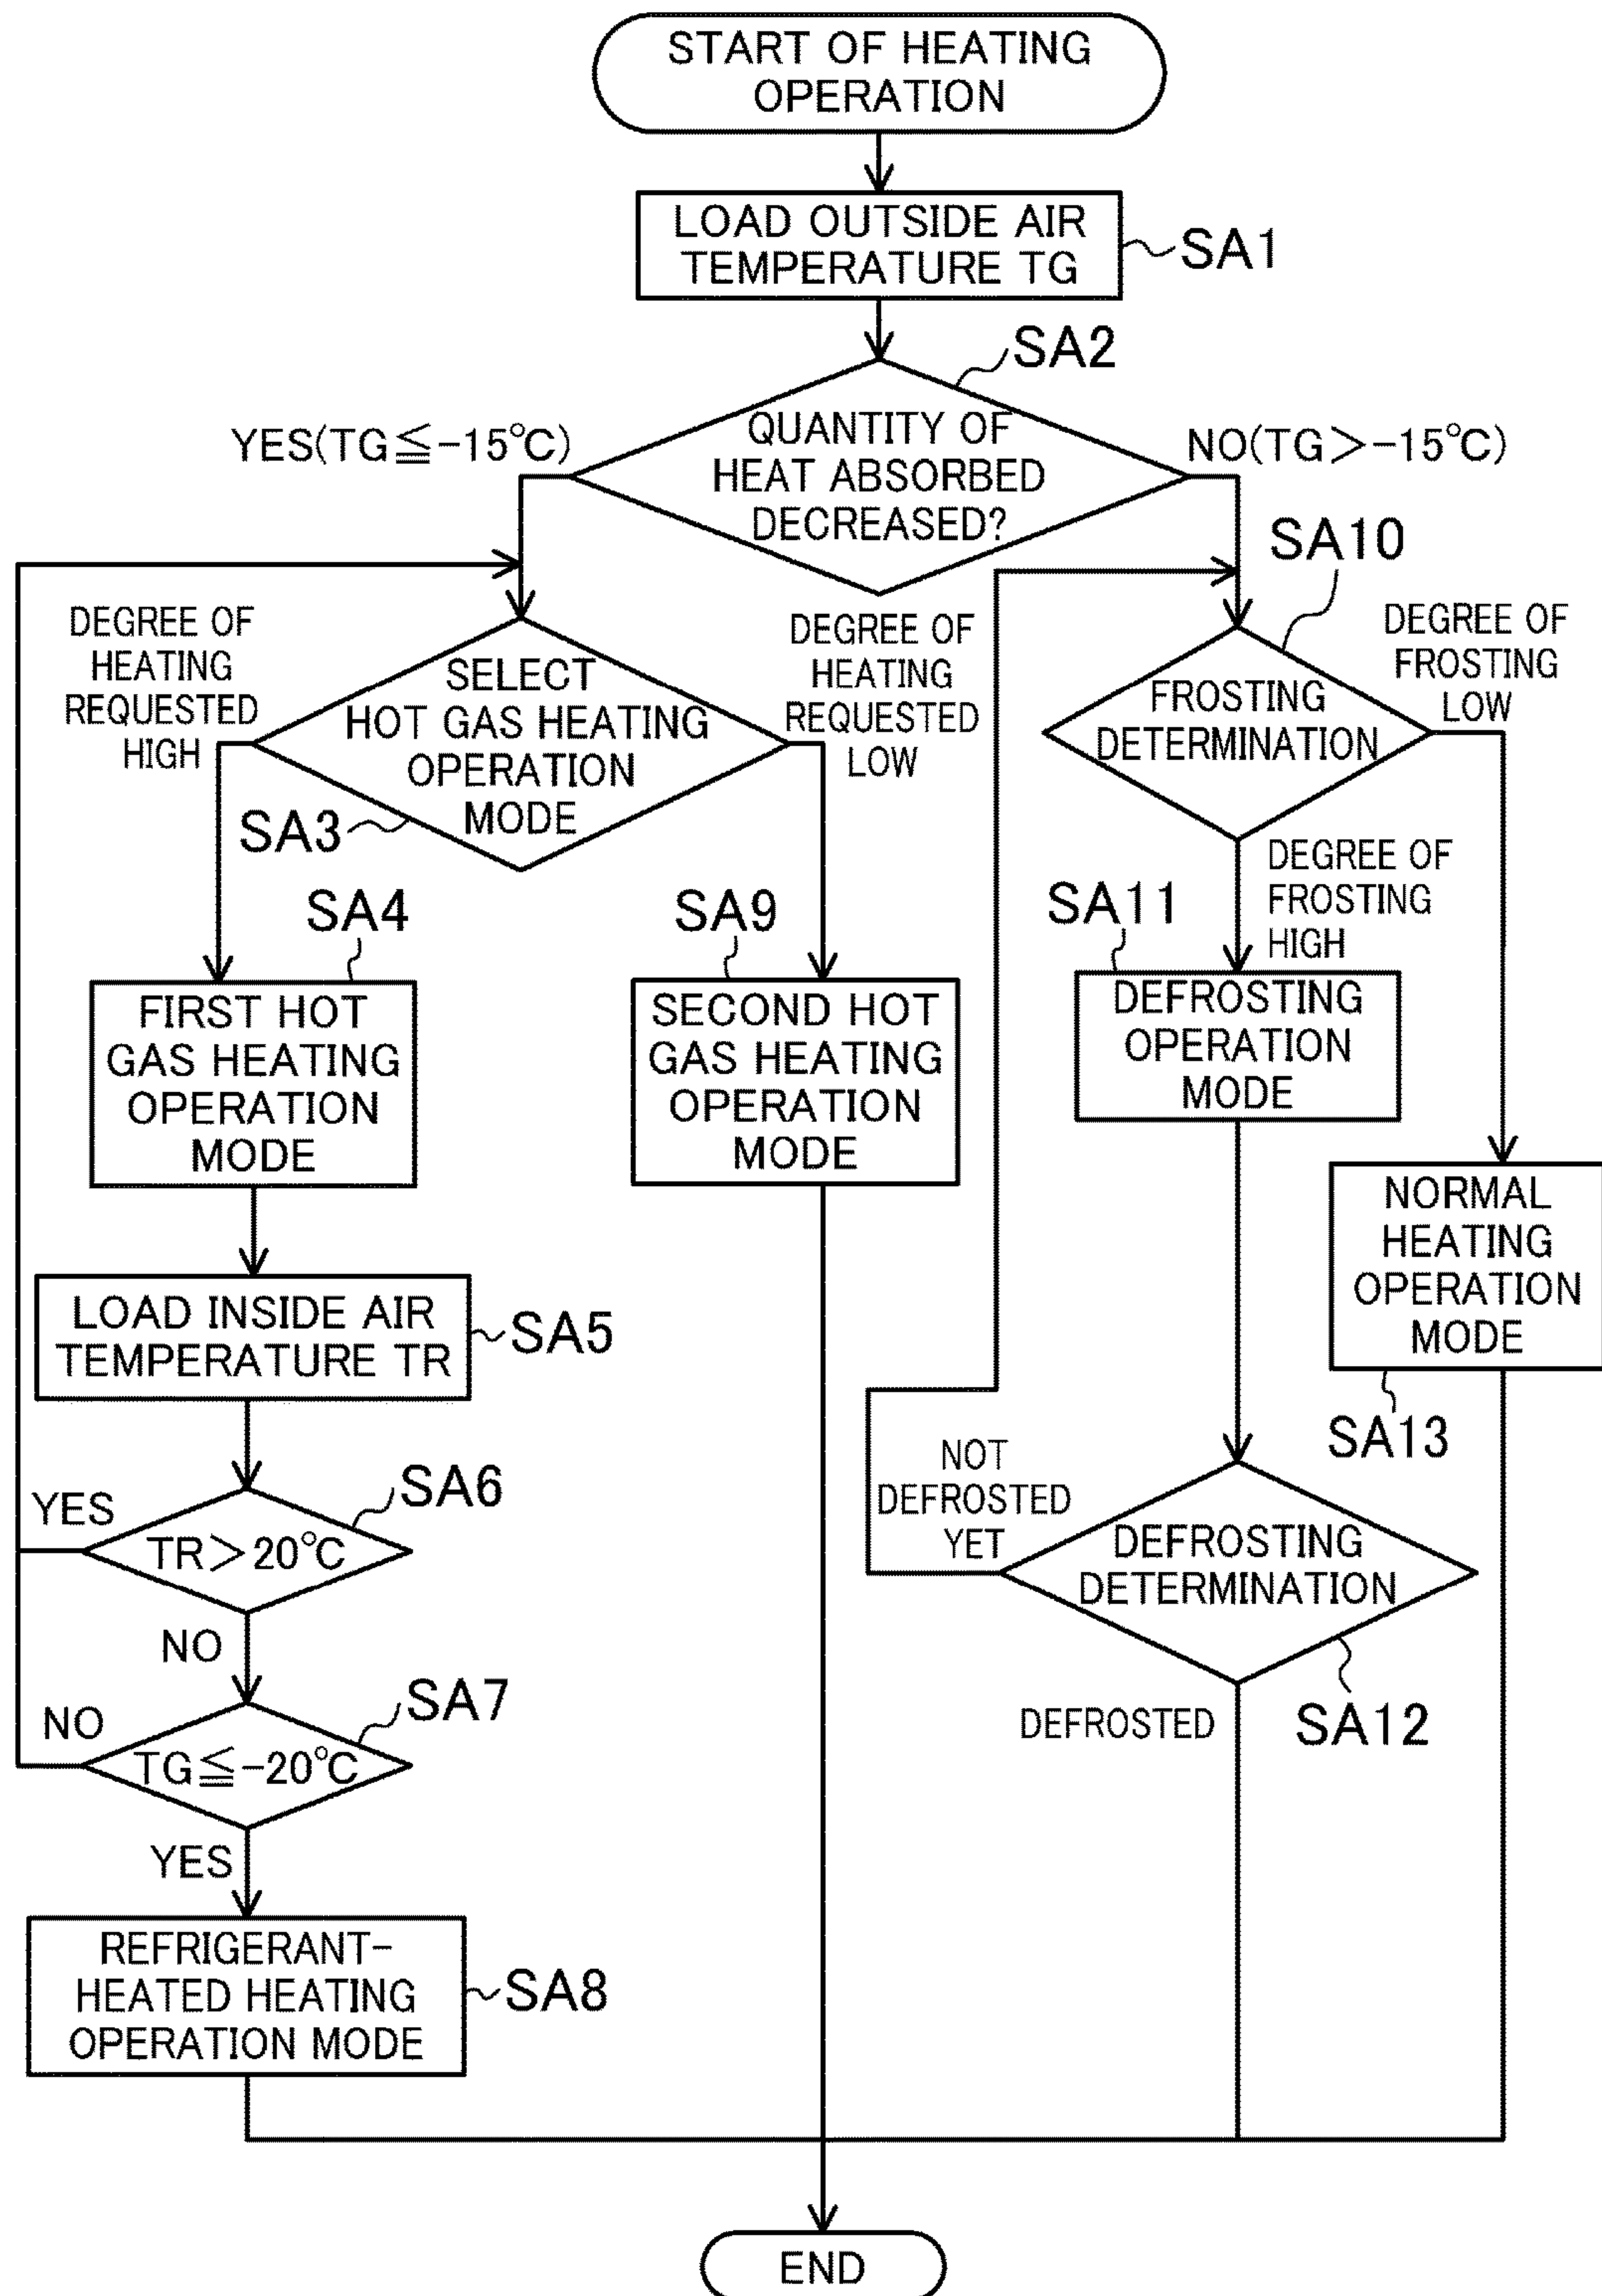 START OF HEATING
OPERATION
LOAD OUTSIDE AIR
TEMPERATURE TG
SA1
SA2
QUANTITY OF
HEAT ABSORBED
DECREASED?
YES(TG≦-15℃)
NO(TG>-15℃)
SA10
DEGREE OF
HEATING
REQUESTED
HIGH
SELECT
HOT GAS HEATING
OPERATION
MODE
SA3
DEGREE OF
HEATING
REQUESTED
LOW
FROSTING
DETERMINATION
DEGREE OF
FROSTING
LOW
DEGREE OF
FROSTING
HIGH
SA4
FIRST HOT
GAS HEATING
OPERATION
MODE
SA9
SECOND HOT
GAS HEATING
OPERATION
MODE
SA11
DEFROSTING
OPERATION
MODE
NORMAL
HEATING
OPERATION
MODE
SA13
LOAD INSIDE AIR
TEMPERATURE TR
SA5
SA6
YES
TR>20℃
NO
NOT
DEFROSTED
YET
DEFROSTING
DETERMINATION
SA12
DEFROSTED
SA7
NO
TG≦-20℃
YES
REFRIGERANT-
HEATED HEATING
OPERATION MODE
SA8
END